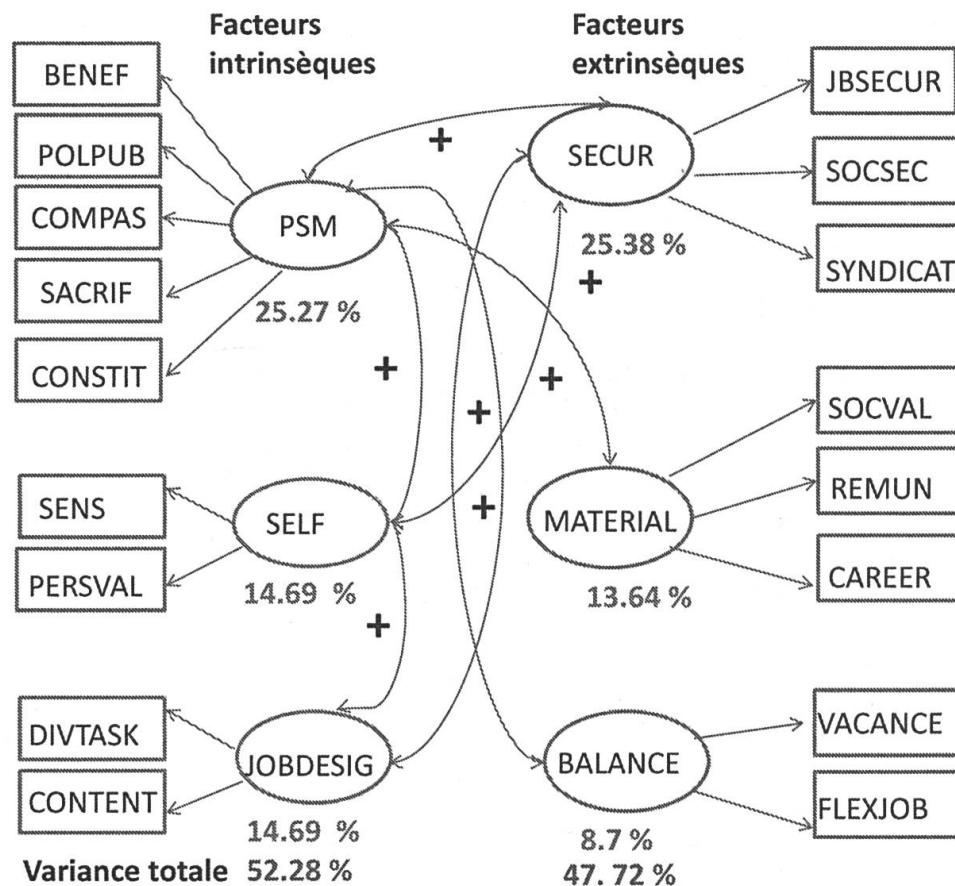 Facteurs
intrinsèques
Facteurs
extrinsèques
BENEF
POLPUB
COMPAS
SACRIF
CONSTIT
PSM
25.27 %
SECUR
25.38 %
JBSECUR
SOCSEC
SYNDICAT
+
+
+
+
+
+
+
SENS
PERSVAL
SELF
14.69 %
MATERIAL
13.64 %
SOCVAL
REMUN
CAREER
DIVTASK
CONTENT
JOBDESIG
14.69 %
BALANCE
8.7 %
VACANCE
FLEXJOB
Variance totale 52.28 %
47. 72 %